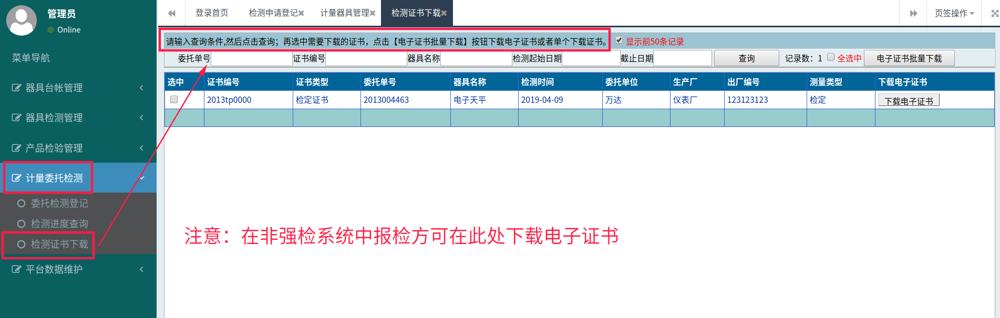 管理员
Online
菜单导航
器具台帐管理
器具检测管理
产品检验管理
计量委托检测
委托检测登记
检测进度查询
检测证书下载
平台数据维护
登录首页 检测申请登记 计量器具管理 检测证书下载 页签操作
请输入查询条件,然后点击查询；再选中需要下载的证书，点击【电子证书批量下载】按钮下载电子证书或者单个下载证书。 显示前50条记录
委托单号 证书编号 器具名称 检测起始日期 截止日期 查询 记录数：1 全选中 电子证书批量下载
选中 证书编号 证书类型 委托单号 器具名称 检测时间 委托单位 生产厂 出厂编号 测量类型 下载电子证书
2013tp0000 检定证书 2013004463 电子天平 2019-04-09 万达 仪表厂 123123123 检定 下载电子证书
注意：在非强检系统中报检方可在此处下载电子证书